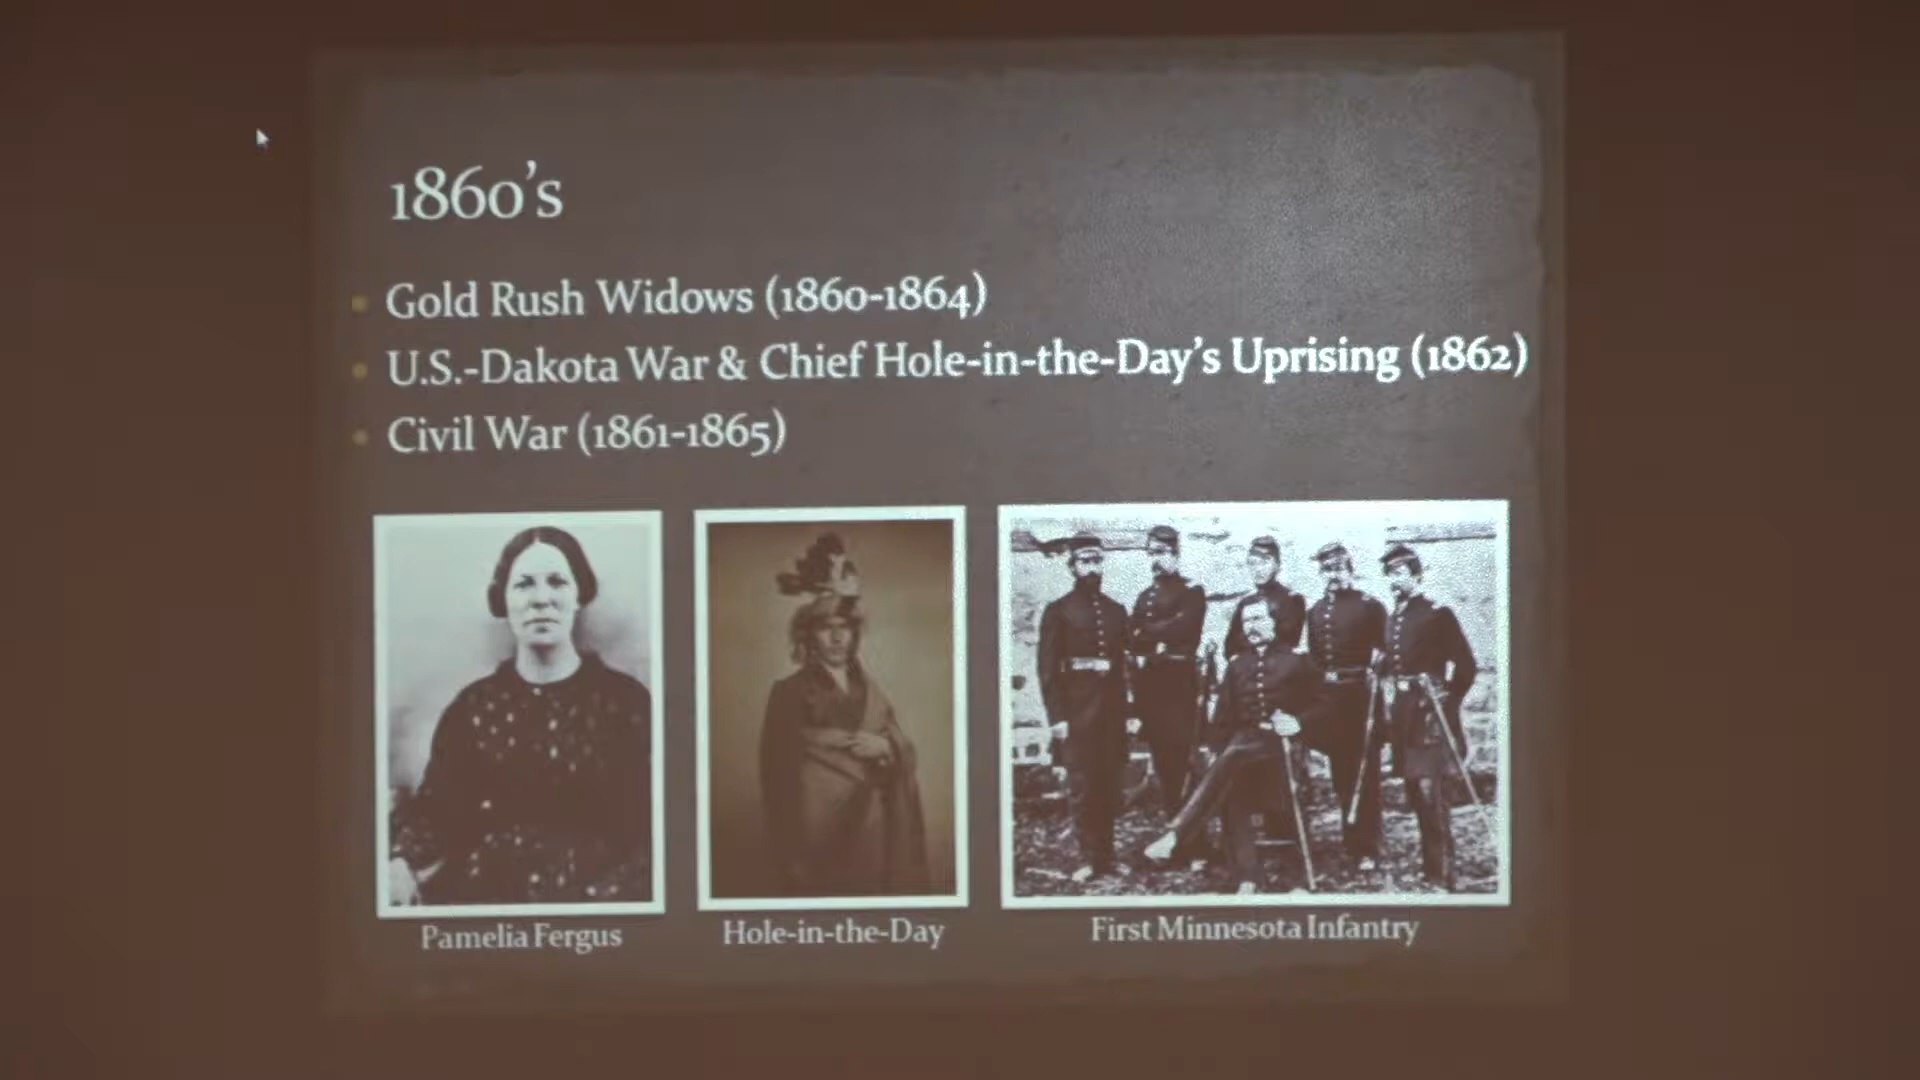 1860's
Gold Rush Widows (1860-1864)
U.S.-Dakota War & Chief Hole-in-the-Day's Uprising (1862)
Civil War (1861-1865)
Pamelia Fergus
Hole-in-the-Day
First Minnesota Infantry